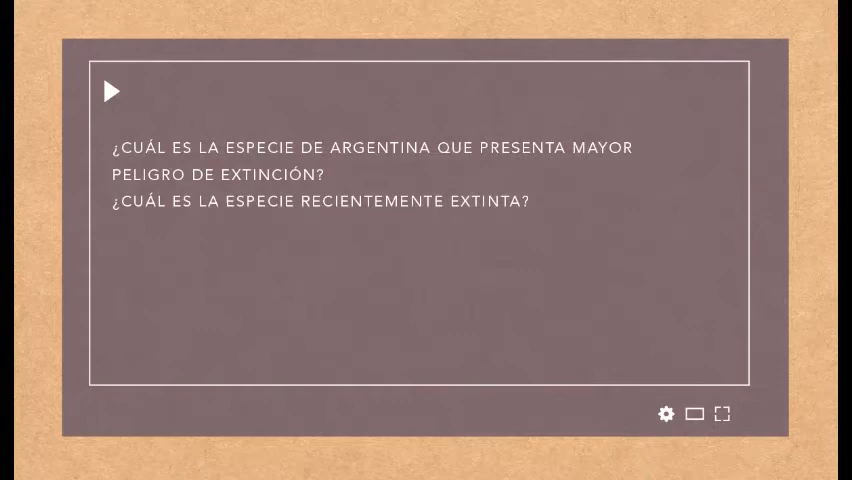 ¿CUÁL ES LA ESPECIE DE ARGENTINA QUE PRESENTA MAYOR
PELIGRO DE EXTINCIÓN?
¿CUÁL ES LA ESPECIE RECIENTEMENTE EXTINTA?